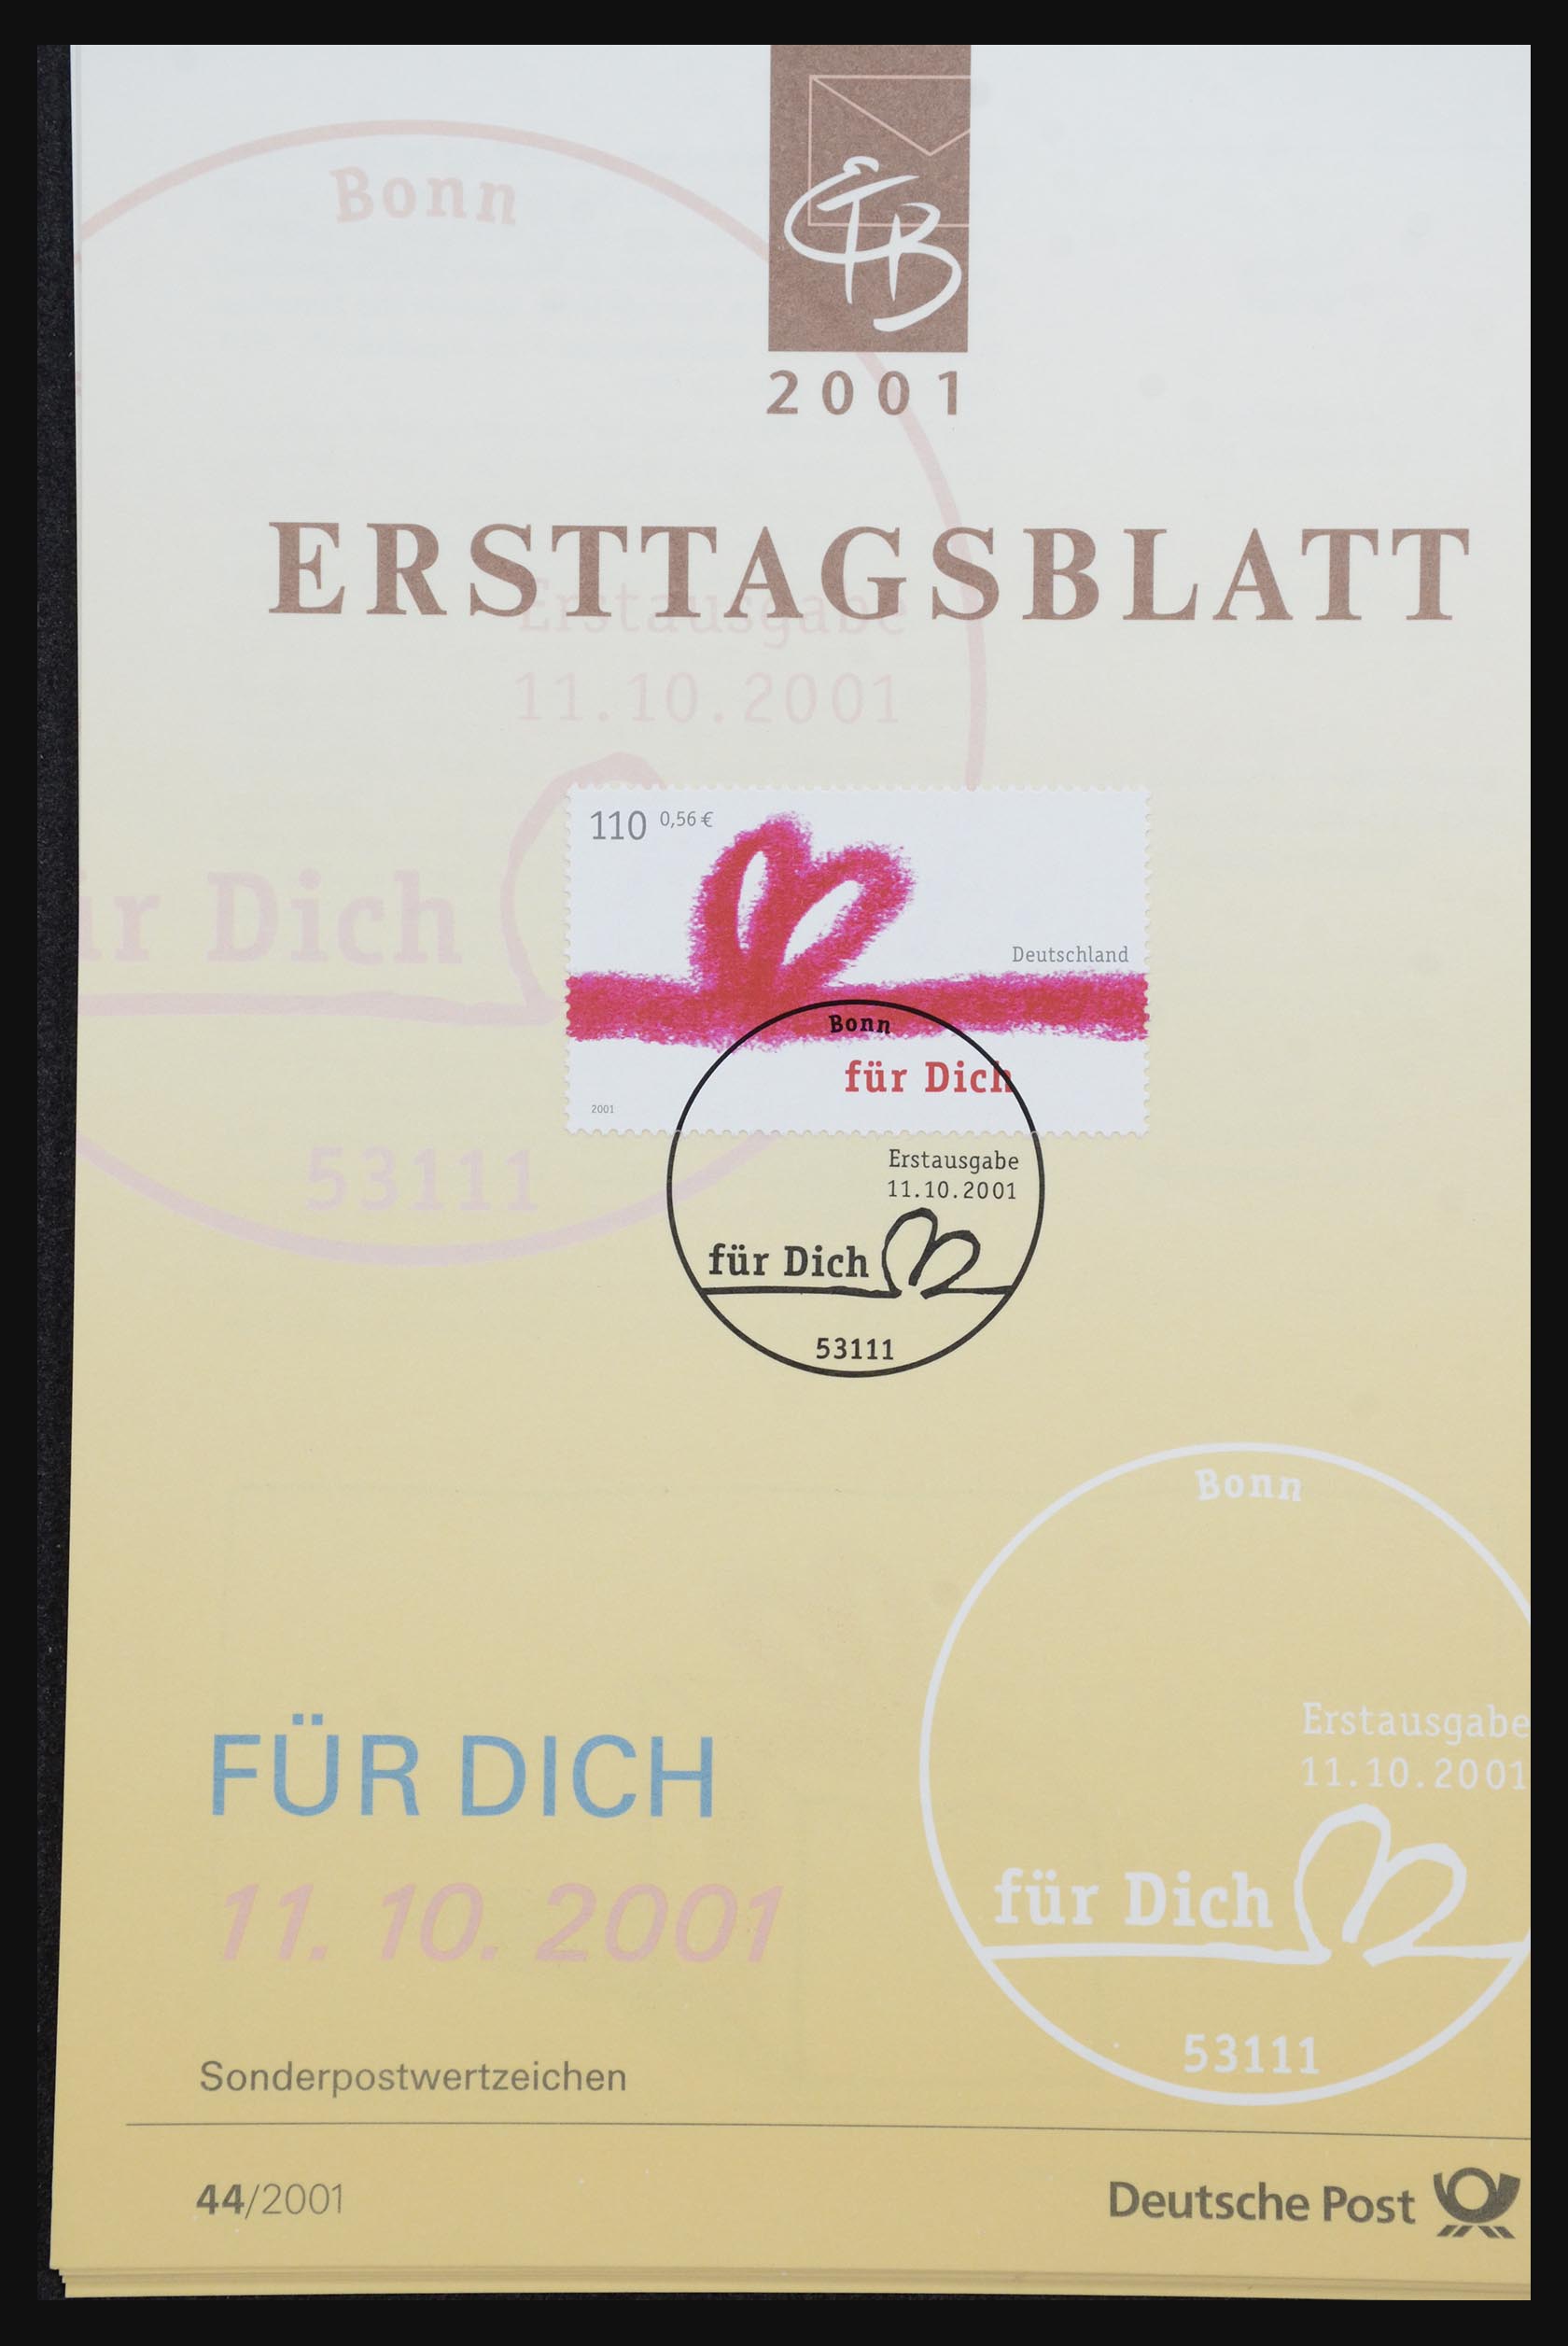 Bonn
ETB
2001
ERSTTAGSBLATT
Erstausgabe
11.10.2001
110 0,56 €
ür Dich
Deutschland
Bonn
für Dich
2001
53111
Erstausgabe
11.10.2001
für Dich
53111
Bonn
Erstausgabe
11.10.2001
FÜR DICH
für Dich
11. 10. 2001
53111
Sonderpostwertzeichen
44/2001
Deutsche Post